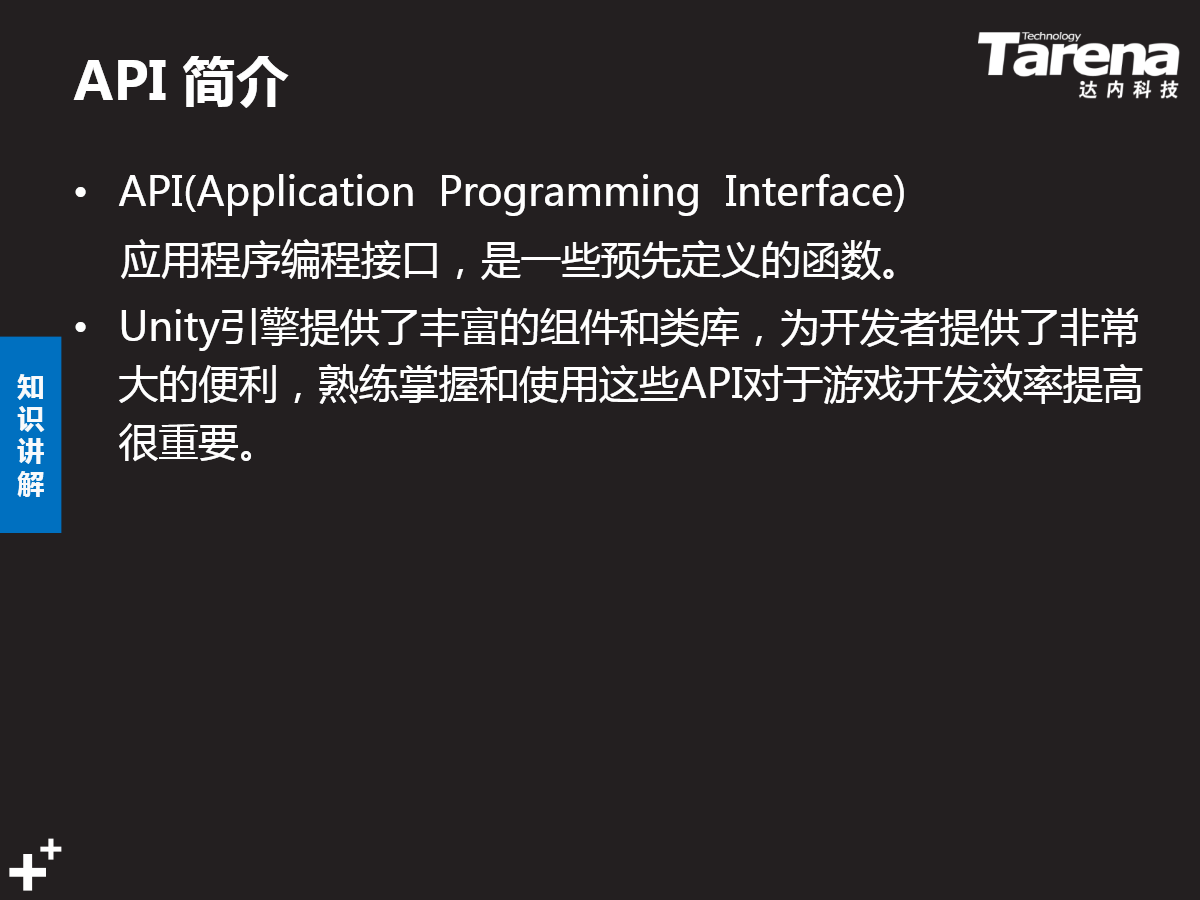 API 简介
Technology
Tarena
达内科技
• API(Application Programming Interface)
应用程序编程接口，是一些预先定义的函数。
• Unity引擎提供了丰富的组件和类库，为开发者提供了非常
大的便利，熟练掌握和使用这些API对于游戏开发效率提高
很重要。
知
识
讲
解